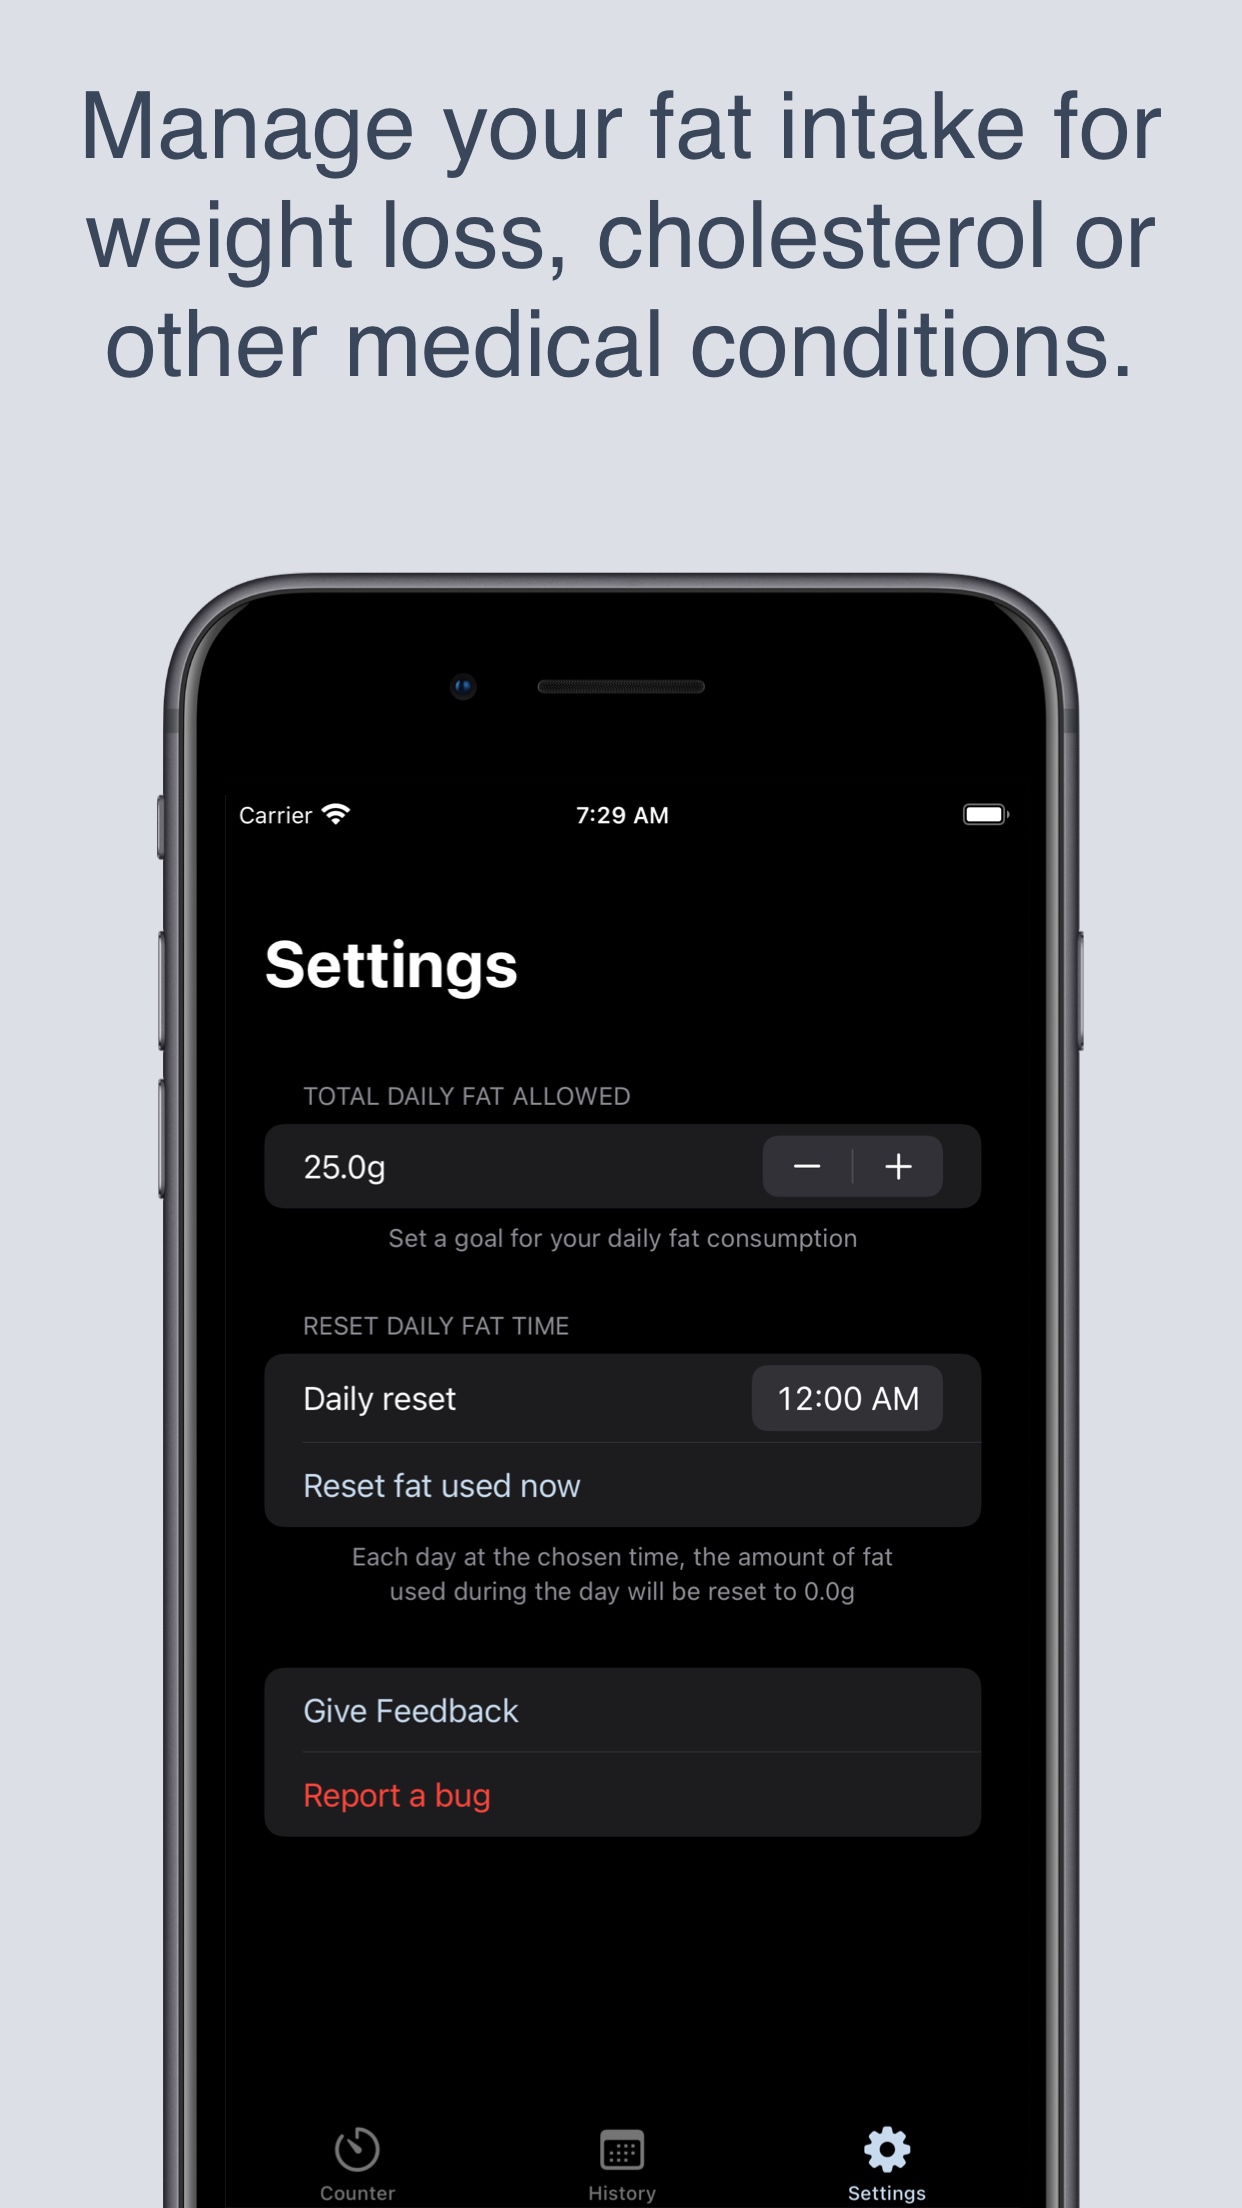 Manage your fat intake for
weight loss, cholesterol or
other medical conditions.
Carrier 7:29 AM
Settings
TOTAL DAILY FAT ALLOWED
25.0g − +
Set a goal for your daily fat consumption
RESET DAILY FAT TIME
Daily reset 12:00 AM
Reset fat used now
Each day at the chosen time, the amount of fat
used during the day will be reset to 0.0g
Give Feedback
Report a bug
Counter History Settings